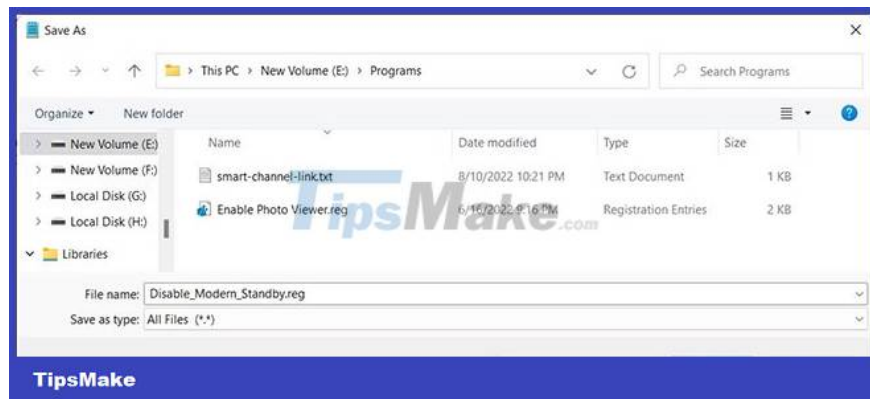 Save As
This PC > New Volume (E:) > Programs
Search Programs
Organize
New folder
New Volume (E:)
New Volume (F:)
Local Disk (G:)
Local Disk (H:)
Libraries
Name Date modified Type Size
smart-channel-link.txt 8/10/2022 10:21 PM Text Document 1 KB
Enable Photo Viewer.reg 6/16/2022 9:16 PM Registration Entries 2 KB
TipsMake.com
File name: Disable_Modern_Standby.reg
Save as type: All Files (*.*)
TipsMake